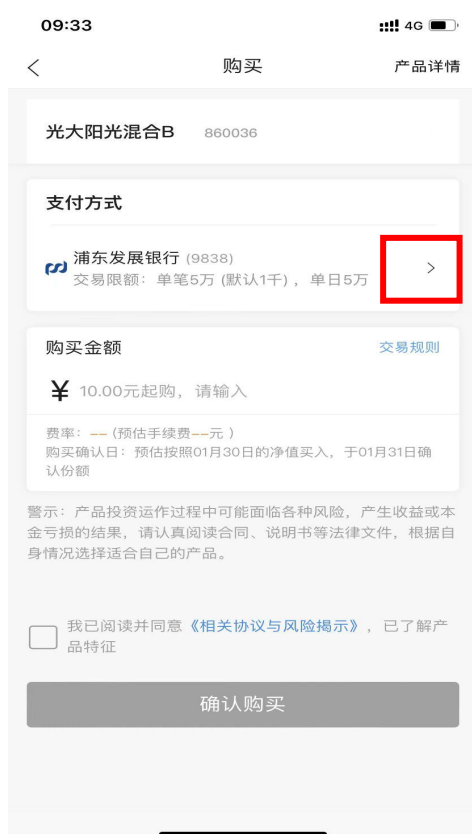 09:33
4G
购买
产品详情
光大阳光混合B 860036
支付方式
浦东发展银行 (9838)
交易限额：单笔5万 (默认1千) ，单日5万
购买金额
交易规则
¥ 10.00元起购，请输入
费率：-- (预估手续费--元 )
购买确认日：预估按照01月30日的净值买入，于01月31日确
认份额
警示：产品投资运作过程中可能面临各种风险，产生收益或本
金亏损的结果，请认真阅读合同、说明书等法律文件，根据自
身情况选择适合自己的产品。
我已阅读并同意《相关协议与风险揭示》，已了解产
品特征
确认购买